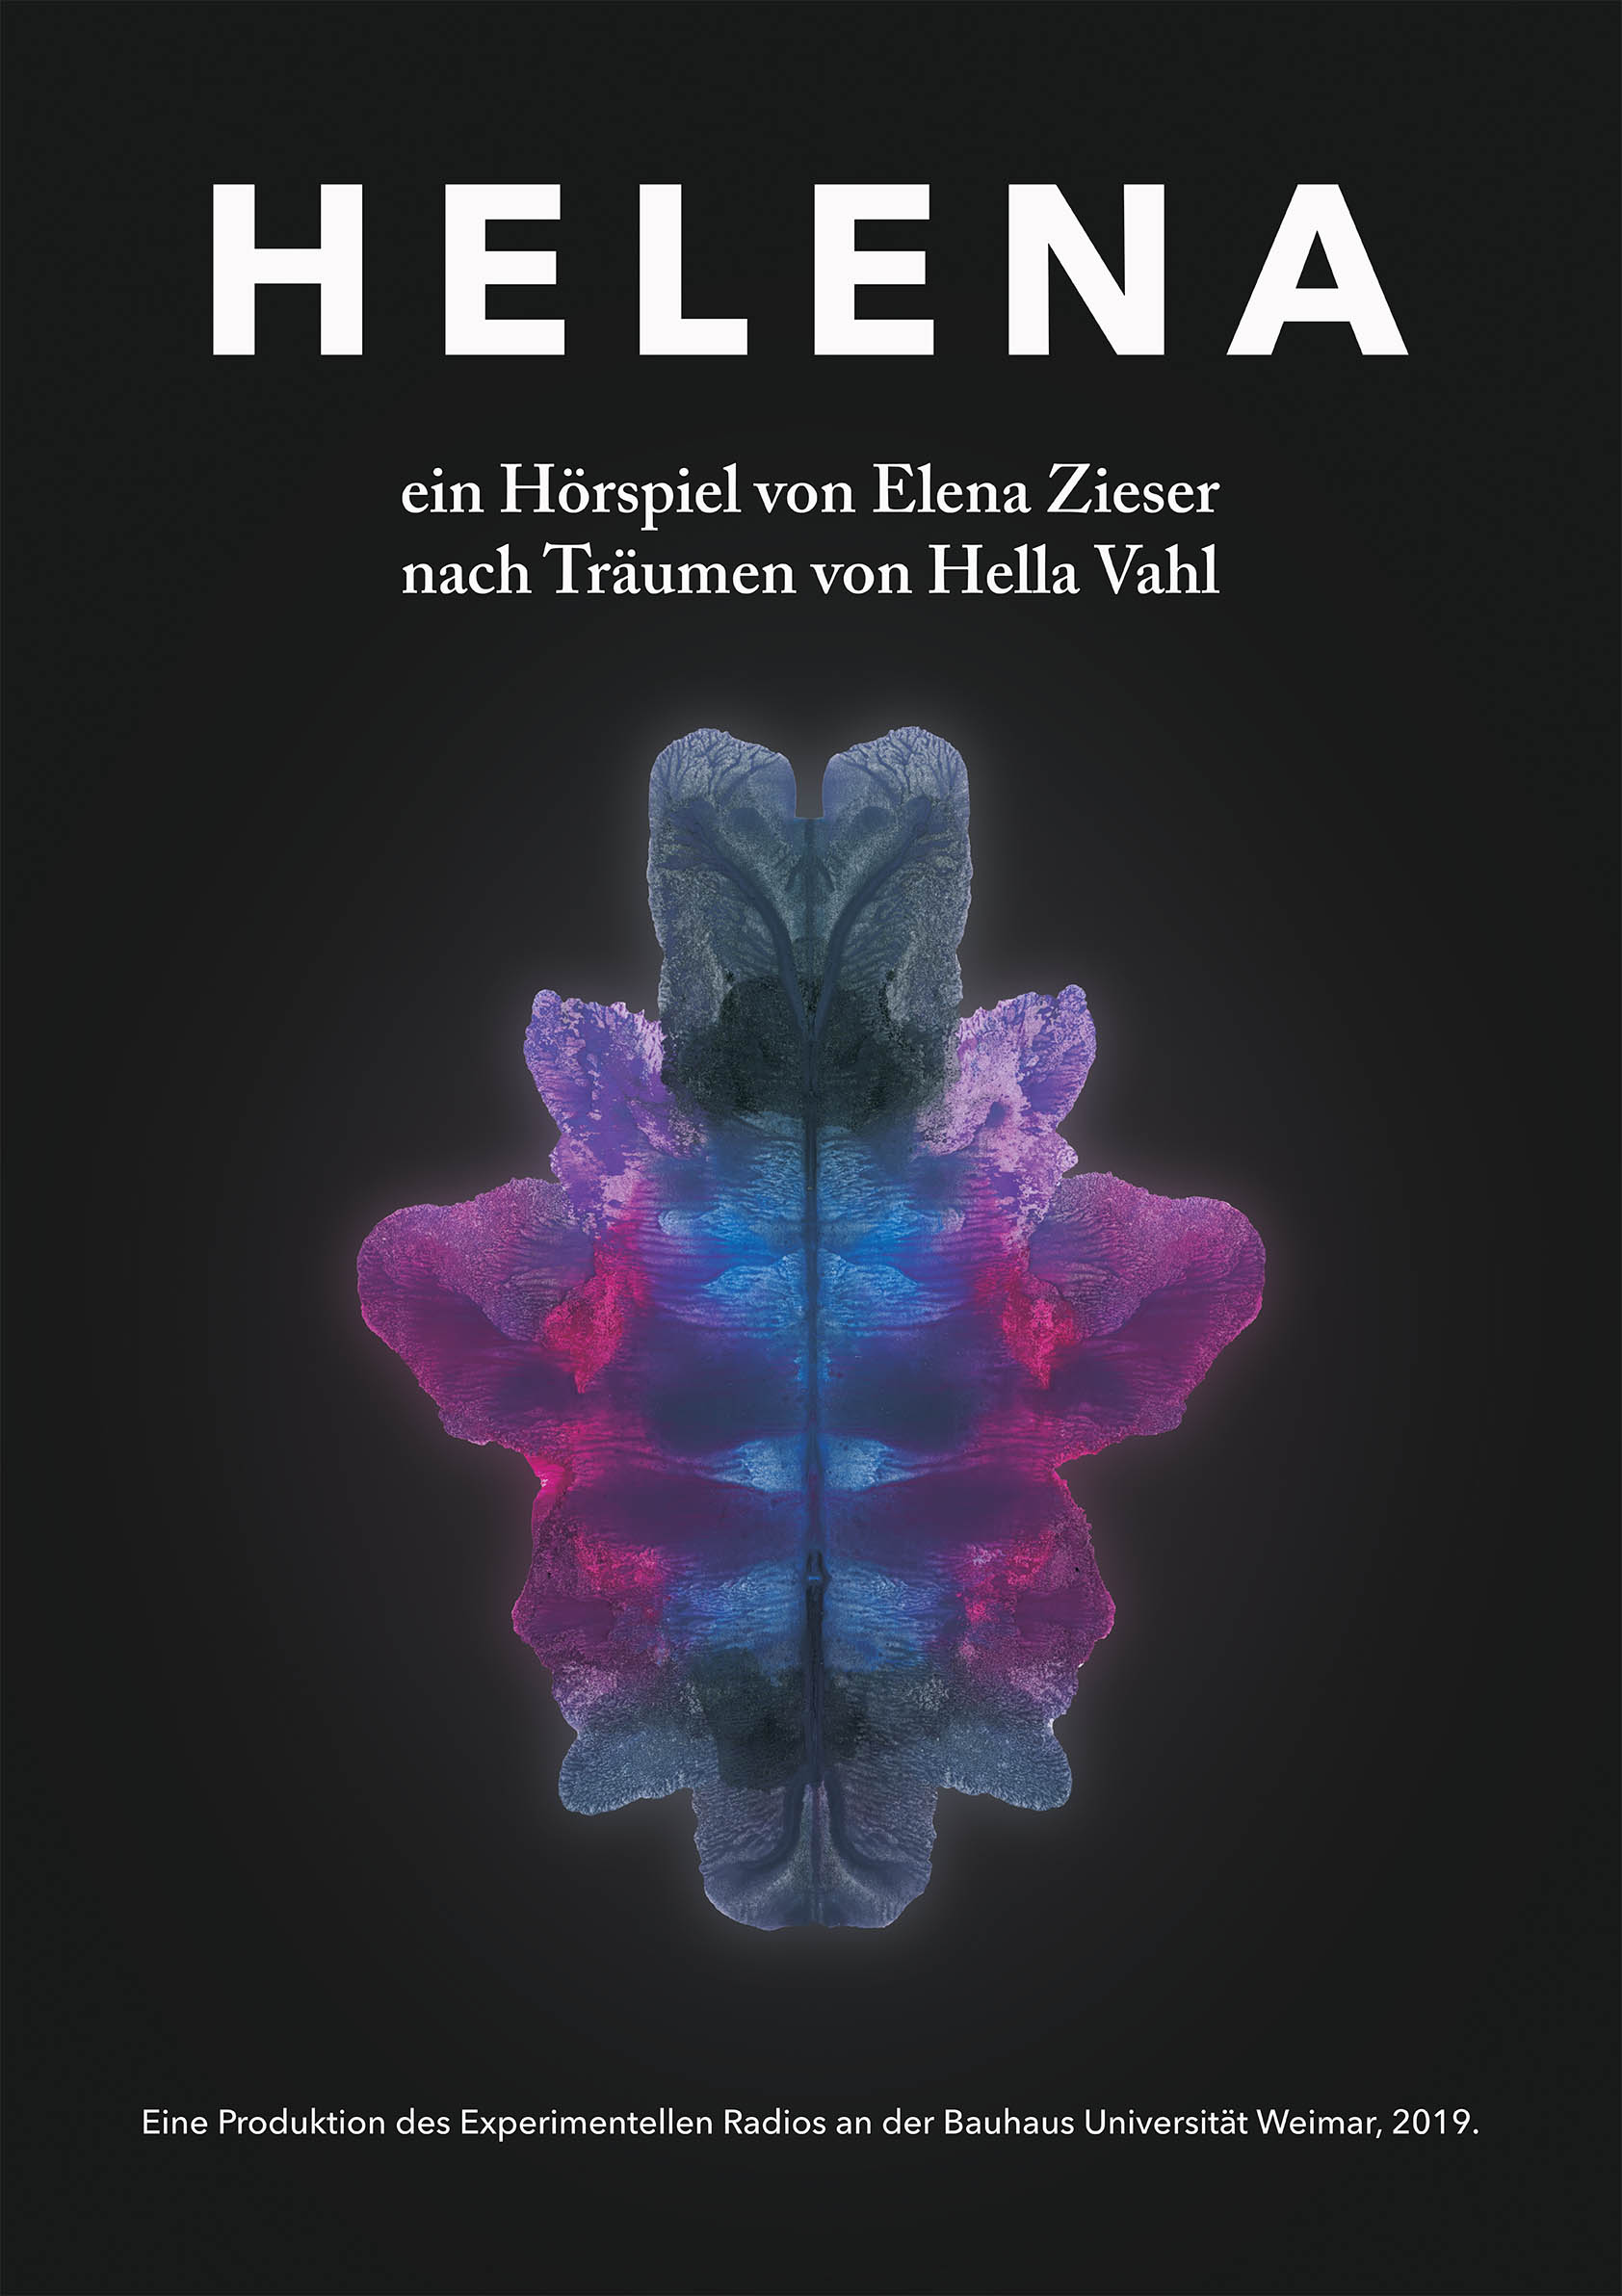 HELENA
ein Hörspiel von Elena Zieser
nach Träumen von Hella Vahl
Eine Produktion des Experimentellen Radios an der Bauhaus Universität Weimar, 2019.